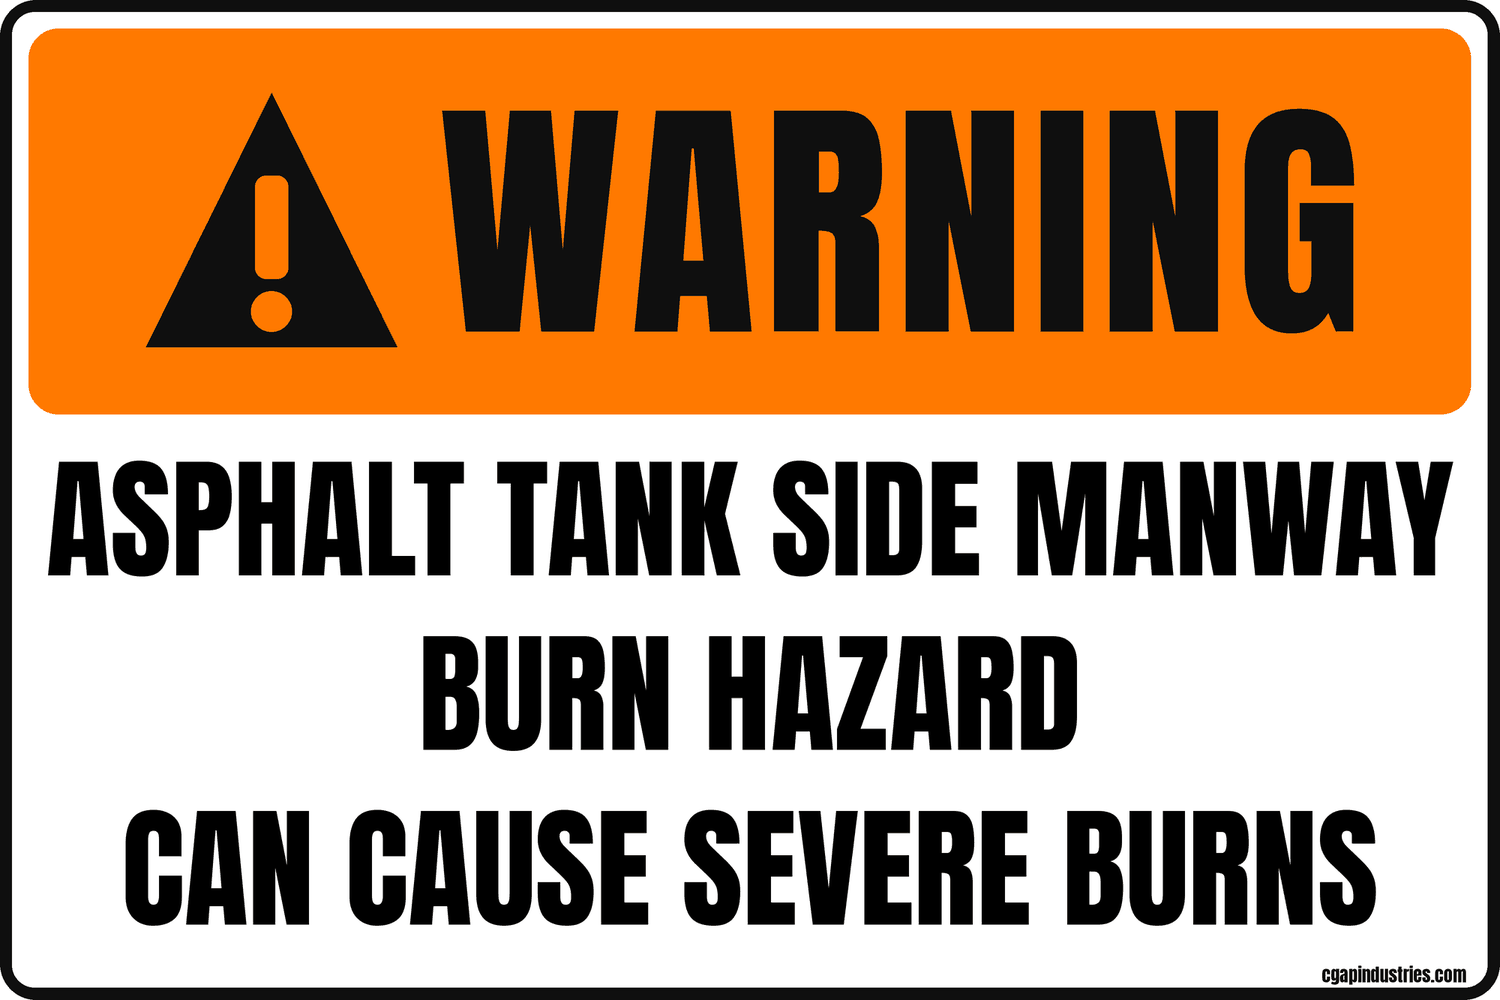 WARNING
ASPHALT TANK SIDE MANWAY
BURN HAZARD
CAN CAUSE SEVERE BURNS
cgapindustries.com